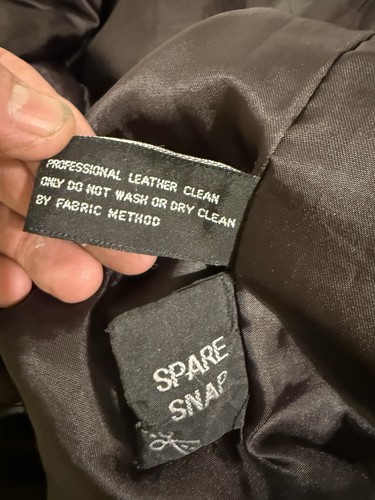 PROFESSIONAL LEATHER CLEAN
ONLY DO NOT WASH OR DRY CLEAN
BY FABRIC METHOD
SPARE
SNAP